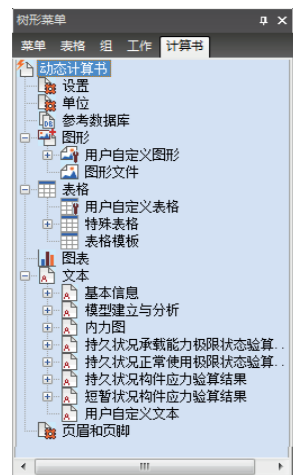 树形菜单
菜单 表格 组 工作 计算书
动态计算书
设置
单位
参考数据库
图形
用户自定义图形
图形文件
表格
用户自定义表格
特殊表格
表格模板
图表
文本
基本信息
模型建立与分析
内力图
持久状况承载能力极限状态验算..
持久状况正常使用极限状态验算..
持久状况构件应力验算结果
短暂状况构件应力验算结果
用户自定义文本
页眉和页脚